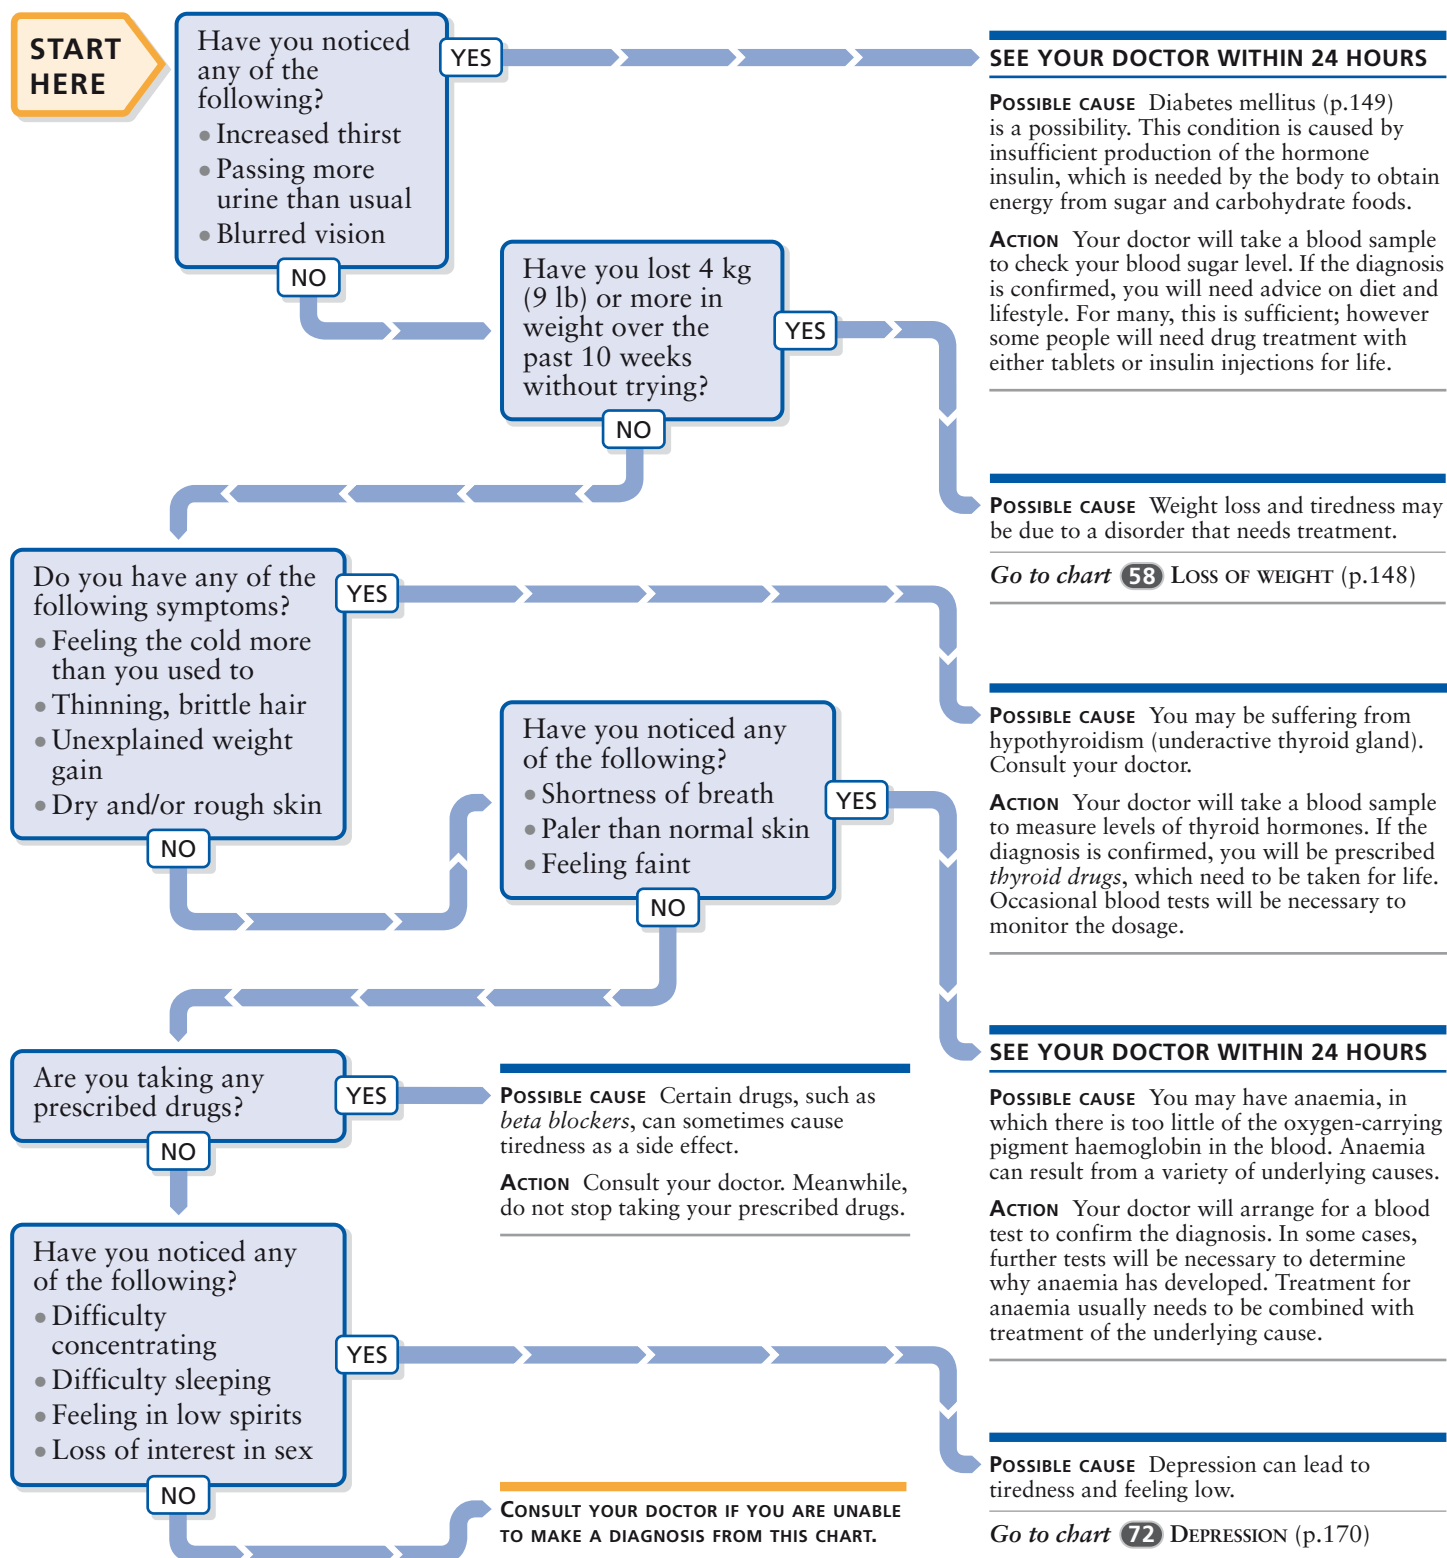 START
HERE
Have you noticed
any of the
following?
• Increased thirst
• Passing more
urine than usual
• Blurred vision
YES
NO
SEE YOUR DOCTOR WITHIN 24 HOURS
POSSIBLE CAUSE Diabetes mellitus (p.149)
is a possibility. This condition is caused by
insufficient production of the hormone
insulin, which is needed by the body to obtain
energy from sugar and carbohydrate foods.
ACTION Your doctor will take a blood sample
to check your blood sugar level. If the diagnosis
is confirmed, you will need advice on diet and
lifestyle. For many, this is sufficient; however
some people will need drug treatment with
either tablets or insulin injections for life.
Have you lost 4 kg
(9 lb) or more in
weight over the
past 10 weeks
without trying?
YES
NO
POSSIBLE CAUSE Weight loss and tiredness may
be due to a disorder that needs treatment.
Go to chart 58 LOSS OF WEIGHT (p.148)
Do you have any of the
following symptoms?
• Feeling the cold more
than you used to
• Thinning, brittle hair
• Unexplained weight
gain
• Dry and/or rough skin
YES
NO
POSSIBLE CAUSE You may be suffering from
hypothyroidism (underactive thyroid gland).
Consult your doctor.
ACTION Your doctor will take a blood sample
to measure levels of thyroid hormones. If the
diagnosis is confirmed, you will be prescribed
thyroid drugs, which need to be taken for life.
Occasional blood tests will be necessary to
monitor the dosage.
Have you noticed any
of the following?
• Shortness of breath
• Paler than normal skin
• Feeling faint
YES
NO
SEE YOUR DOCTOR WITHIN 24 HOURS
POSSIBLE CAUSE You may have anaemia, in
which there is too little of the oxygen-carrying
pigment haemoglobin in the blood. Anaemia
can result from a variety of underlying causes.
ACTION Your doctor will arrange for a blood
test to confirm the diagnosis. In some cases,
further tests will be necessary to determine
why anaemia has developed. Treatment for
anaemia usually needs to be combined with
treatment of the underlying cause.
Are you taking any
prescribed drugs?
YES
NO
POSSIBLE CAUSE Certain drugs, such as
beta blockers, can sometimes cause
tiredness as a side effect.
ACTION Consult your doctor. Meanwhile,
do not stop taking your prescribed drugs.
Have you noticed any
of the following?
• Difficulty
concentrating
• Difficulty sleeping
• Feeling in low spirits
• Loss of interest in sex
YES
NO
POSSIBLE CAUSE Depression can lead to
tiredness and feeling low.
Go to chart 72 DEPRESSION (p.170)
CONSULT YOUR DOCTOR IF YOU ARE UNABLE
TO MAKE A DIAGNOSIS FROM THIS CHART.